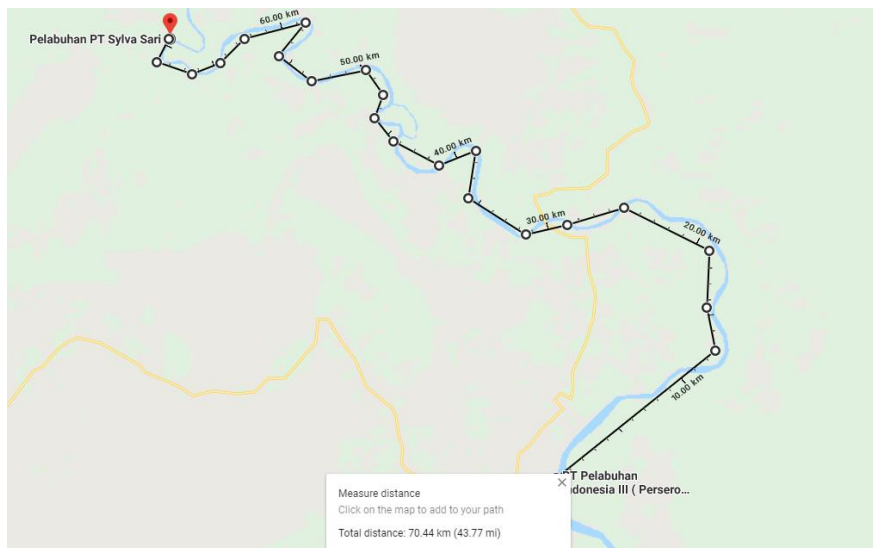 60.00 km
Pelabuhan PT Sylva Sari
50.00 km
40.00 km
30.00 km
20.00 km
10.00 km
PT Pelabuhan
donesia III ( Persero...
Measure distance
Click on the map to add to your path
Total distance: 70.44 km (43.77 mi)